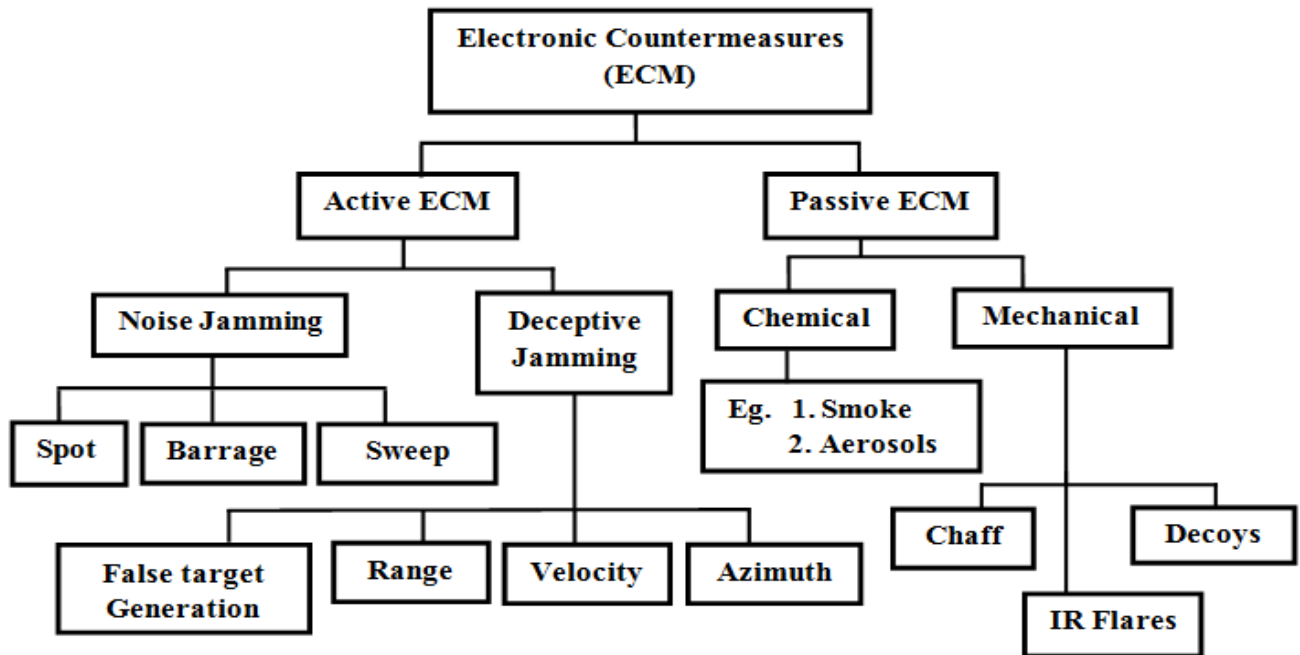 Electronic Countermeasures
(ECM)
Active ECM
Passive ECM
Noise Jamming
Deceptive
Jamming
Chemical
Mechanical
Eg. 1. Smoke
2. Aerosols
Spot
Barrage
Sweep
Chaff
Decoys
False target
Generation
Range
Velocity
Azimuth
IR Flares